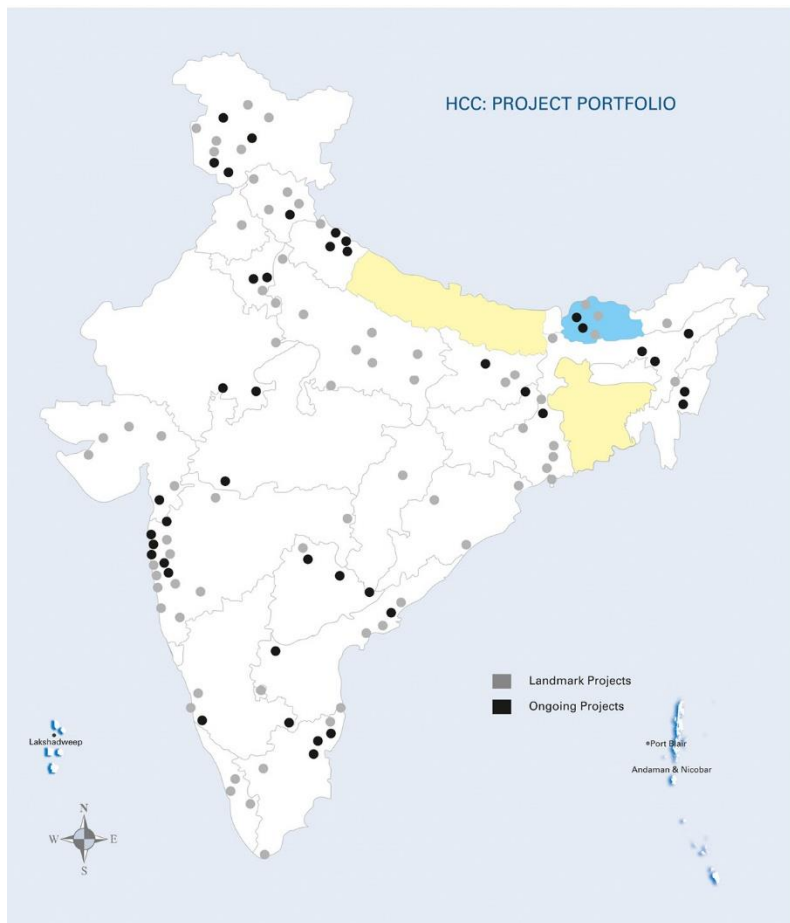 HCC: PROJECT PORTFOLIO
Landmark Projects
Ongoing Projects
Lakshadweep
Port Blair
Andaman & Nicobar
N
W E
S